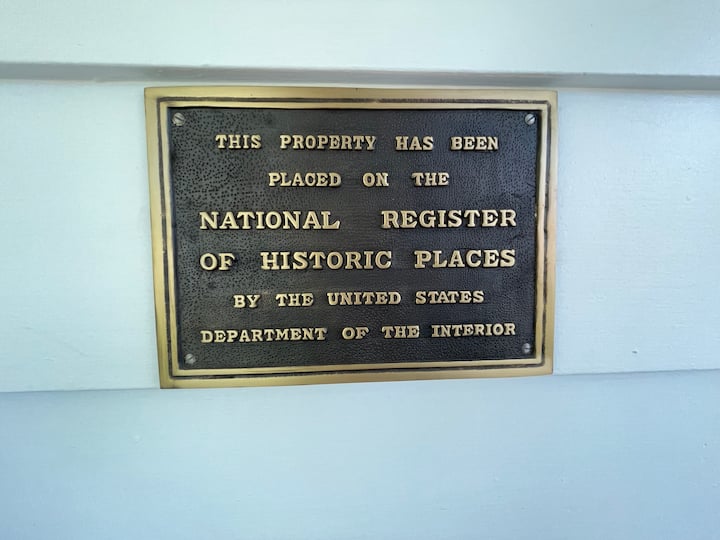 THIS PROPERTY HAS BEEN
PLACED ON THE
NATIONAL REGISTER
OF HISTORIC PLACES
BY THE UNITED STATES
DEPARTMENT OF THE INTERIOR